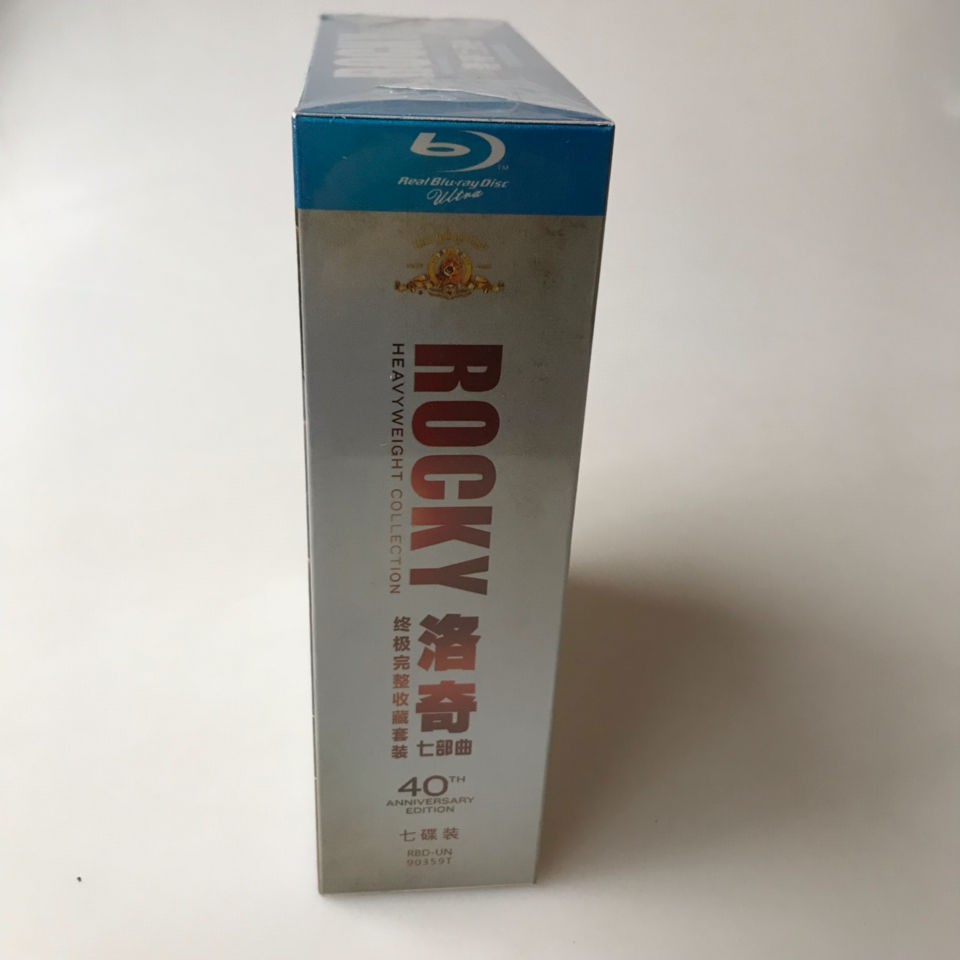 TM
Real Blu-ray Disc
Ultra
ROCKY
HEAVYWEIGHT COLLECTION
洛奇
七部曲
终极完整收藏套装
40TH
ANNIVERSARY
EDITION
七碟装
RBD-UN
90359T